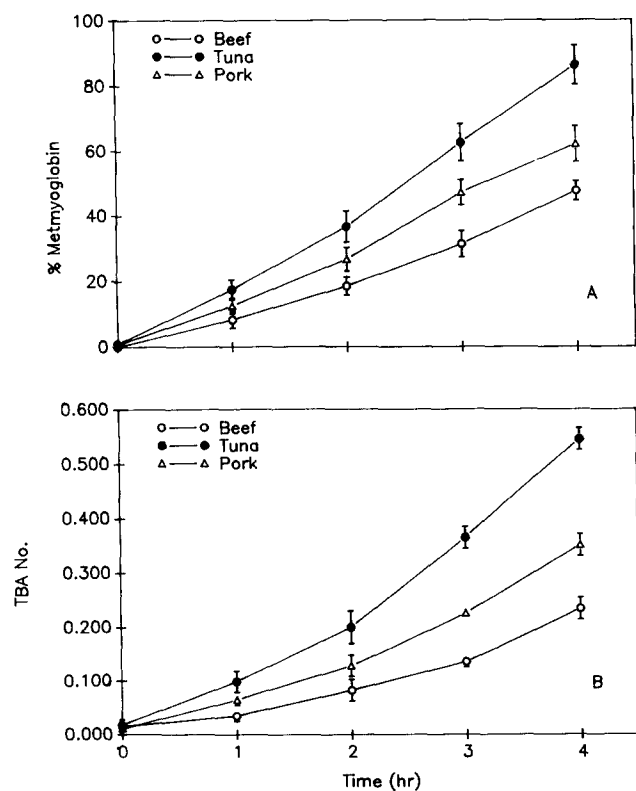 100
80
60
40
20
0
% Metmyoglobin
Beef
Tuna
Pork
A
0.600
0.500
0.400
0.300
0.200
0.100
0.000
TBA No.
Beef
Tuna
Pork
B
0 1 2 3 4
Time (hr)